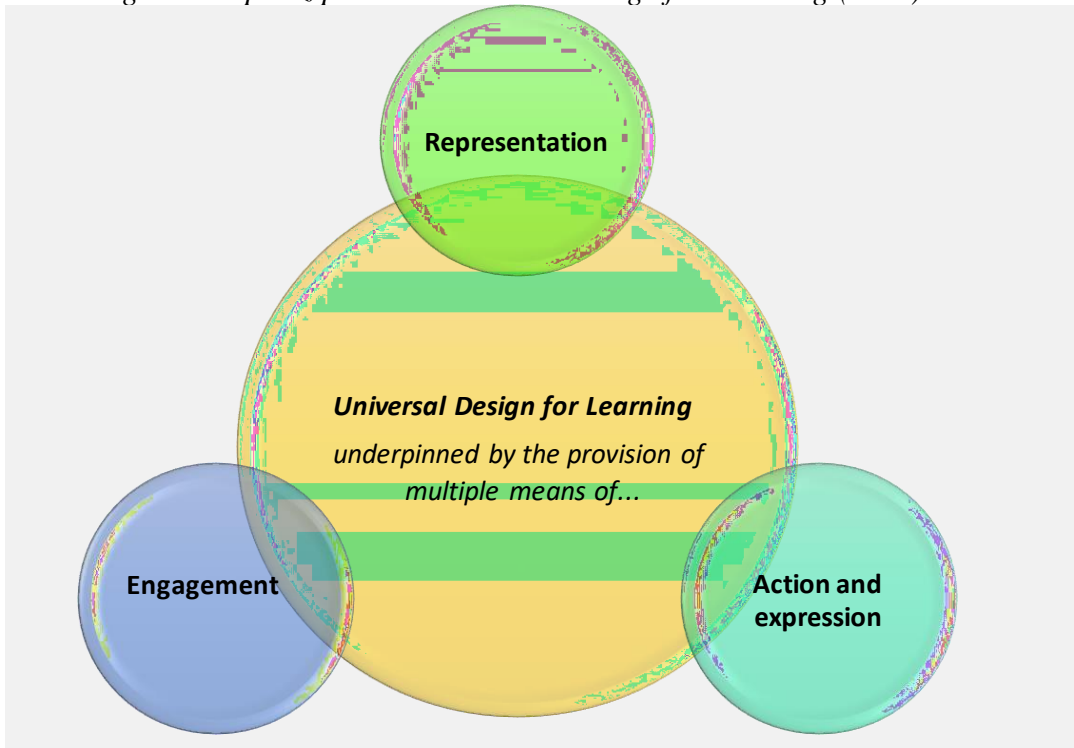 Representation
Universal Design for Learning
underpinned by the provision of
multiple means of...
Engagement
Action and
expression